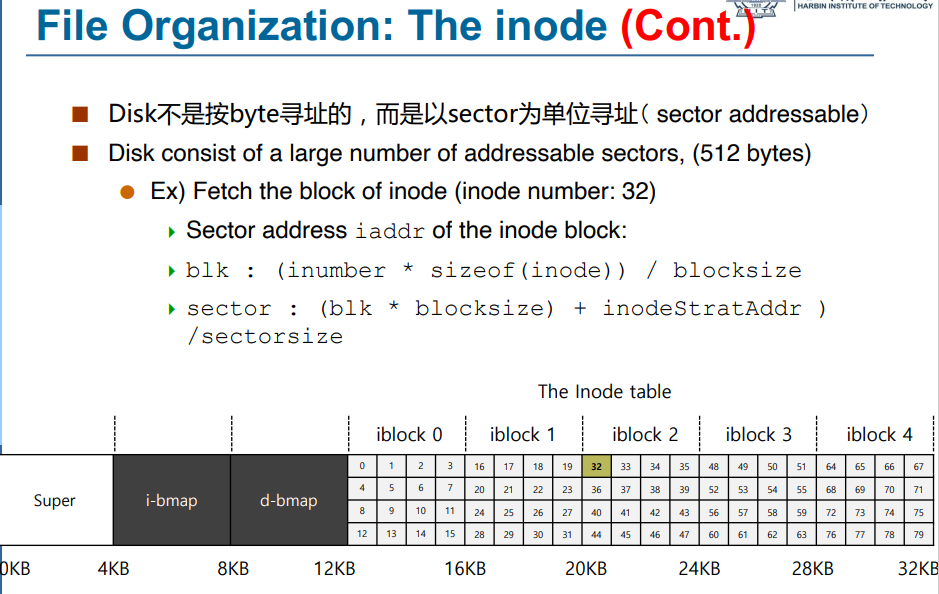 HARBIN INSTITUTE OF TECHNOLOGY
File Organization: The inode (Cont.)
Disk不是按byte寻址的，而是以sector为单位寻址( sector addressable)
Disk consist of a large number of addressable sectors, (512 bytes)
Ex) Fetch the block of inode (inode number: 32)
Sector address iaddr of the inode block:
blk : (inumber * sizeof(inode)) / blocksize
sector : (blk * blocksize) + inodeStratAddr )
/sectorsize
The Inode table
iblock 0 iblock 1 iblock 2 iblock 3 iblock 4
0 1 2 3 16 17 18 19 32 33 34 35 48 49 50 51 64 65 66 67
4 5 6 7 20 21 22 23 36 37 38 39 52 53 54 55 68 69 70 71
Super i-bmap d-bmap
8 9 10 11 24 25 26 27 40 41 42 43 56 57 58 59 72 73 74 75
12 13 14 15 28 29 30 31 44 45 46 47 60 61 62 63 76 77 78 79
0KB 4KB 8KB 12KB 16KB 20KB 24KB 28KB 32KB